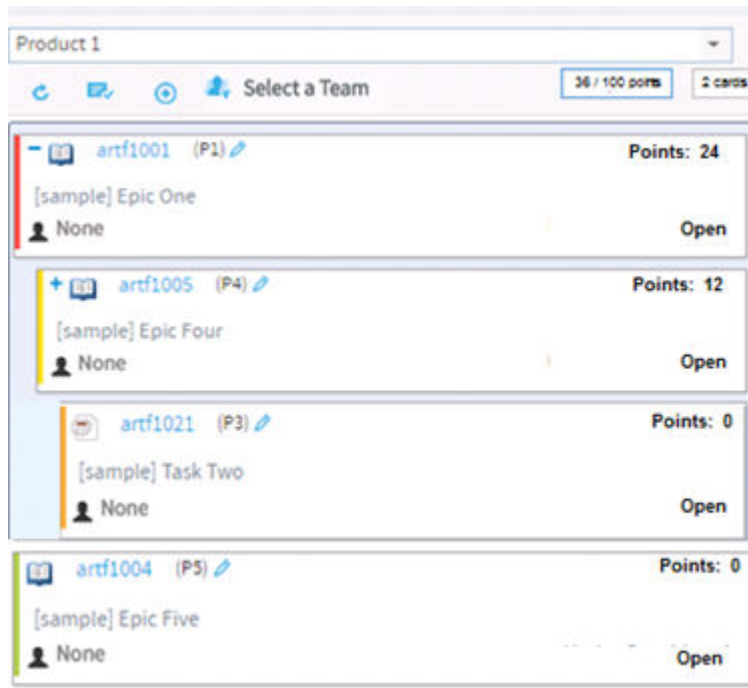 Product 1
Select a Team 36 / 100 points 2 cards
artf1001 (P1) Points: 24
[sample] Epic One
None Open
artf1005 (P4) Points: 12
[sample] Epic Four
None Open
artf1021 (P3) Points: 0
[sample] Task Two
None Open
artf1004 (P5) Points: 0
[sample] Epic Five
None Open